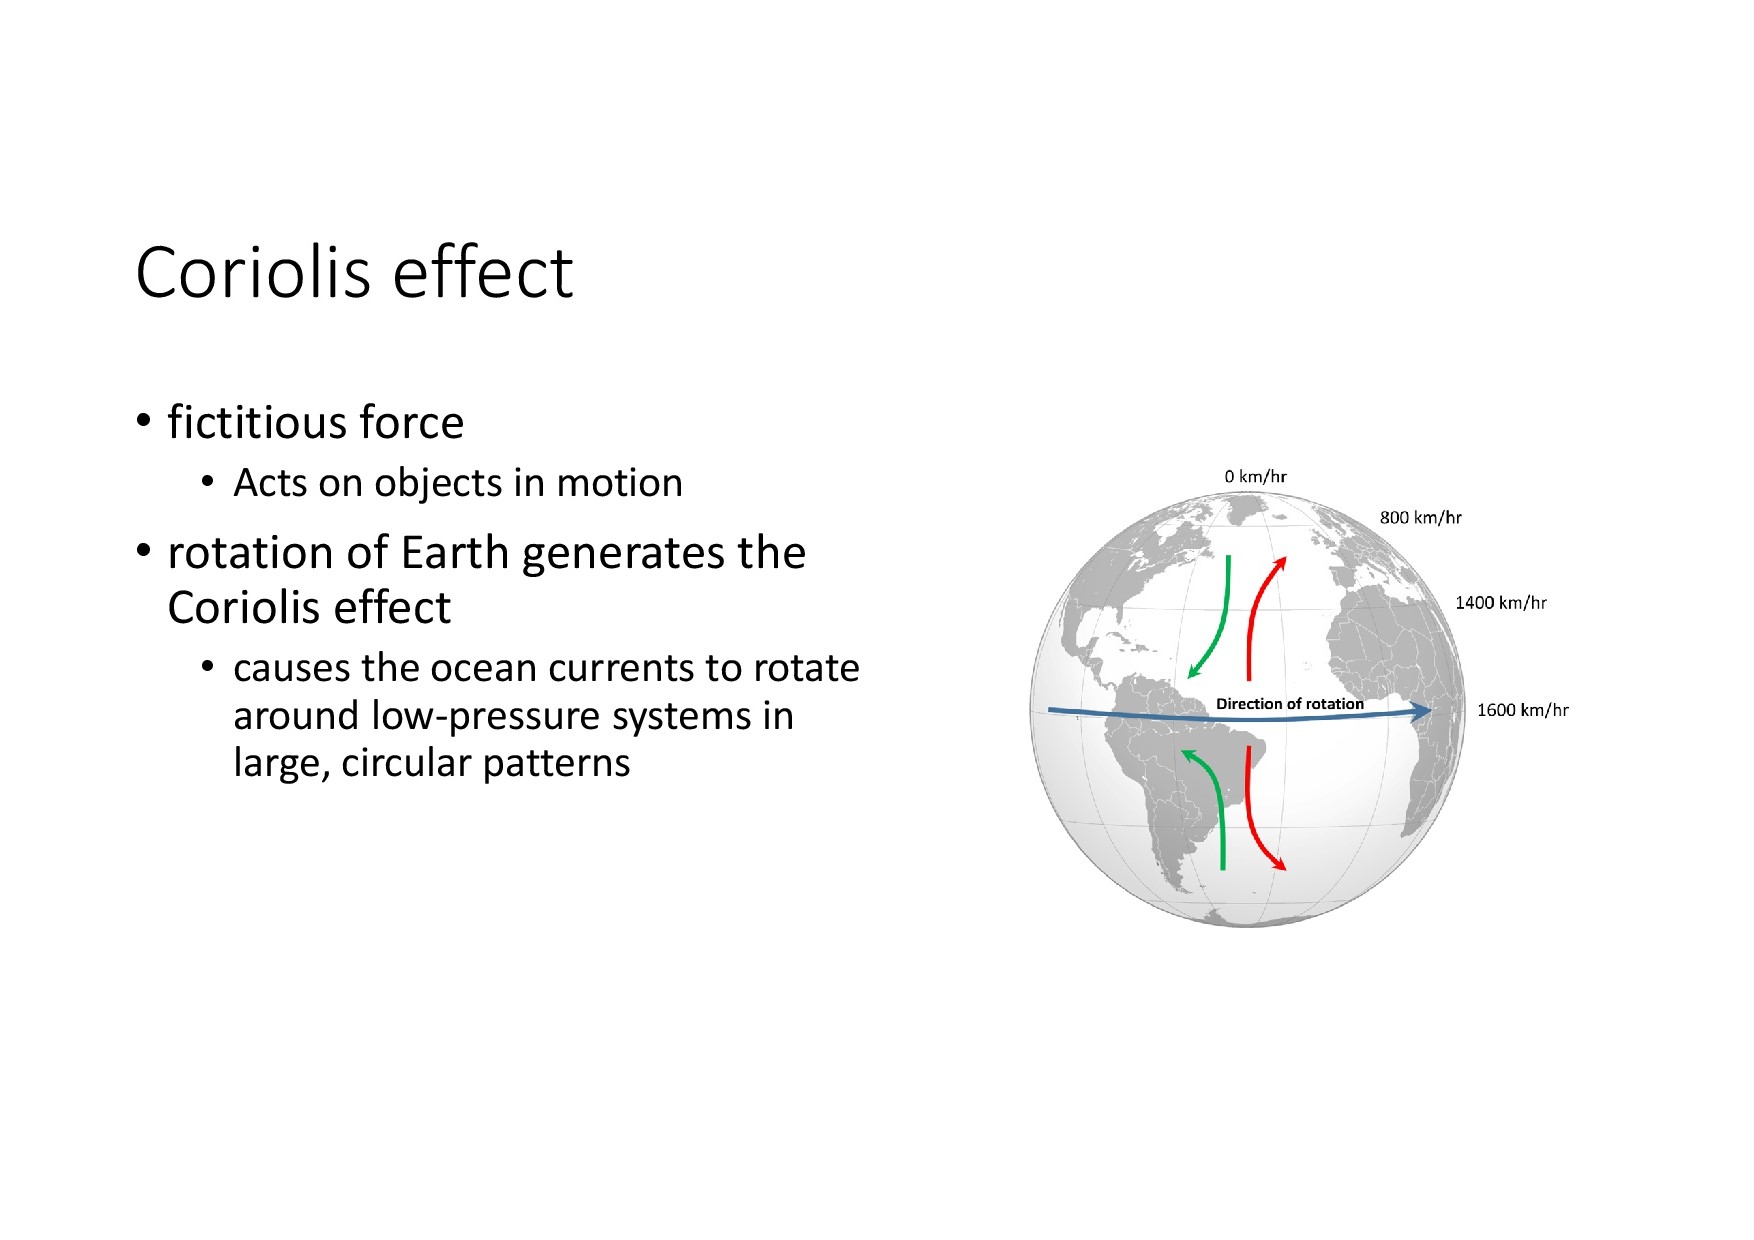 Coriolis effect
• fictitious force
• Acts on objects in motion
• rotation of Earth generates the
Coriolis effect
• causes the ocean currents to rotate
around low-pressure systems in
large, circular patterns
0 km/hr
800 km/hr
1400 km/hr
Direction of rotation
1600 km/hr